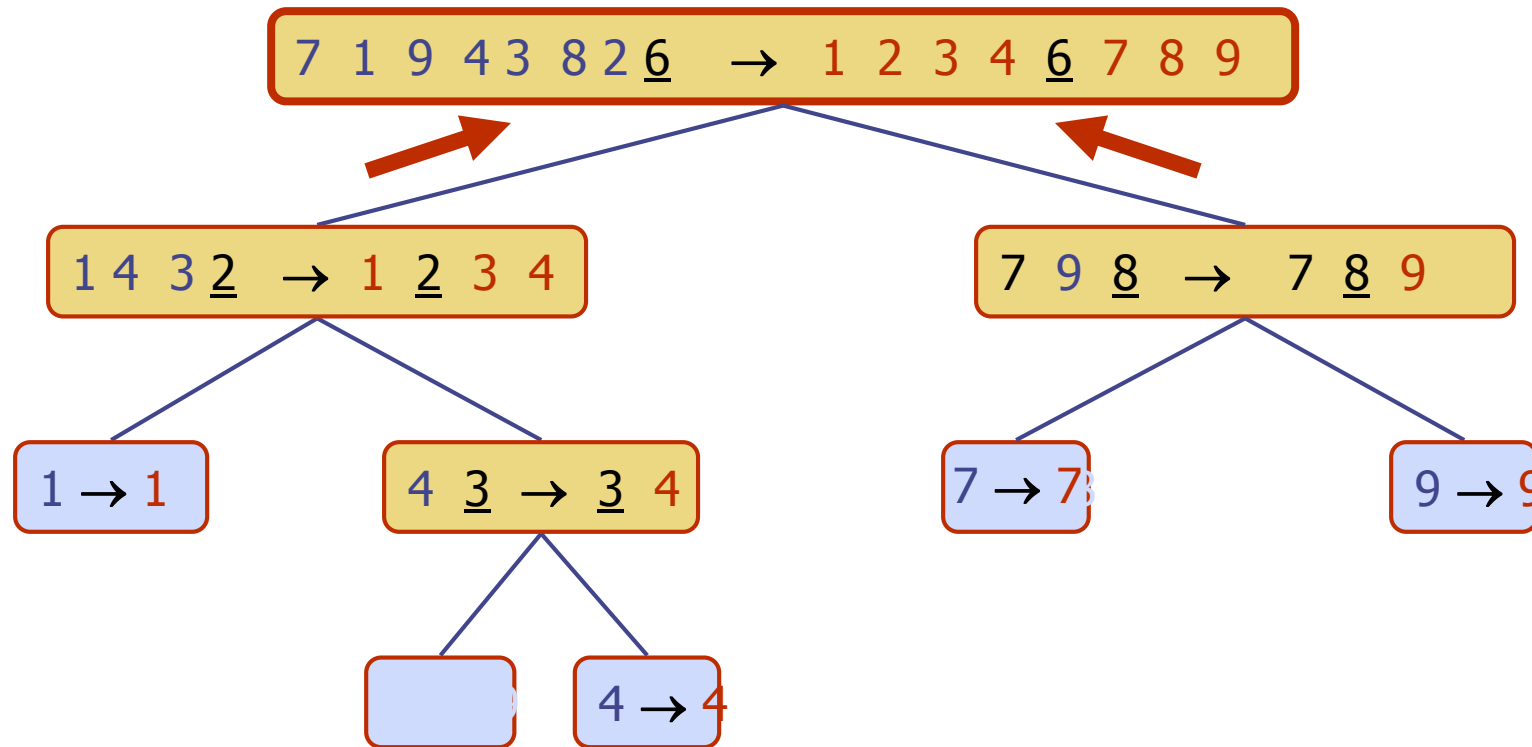 7 1 9 4 3 8 2 6 → 1 2 3 4 6 7 8 9
1 4 3 2 → 1 2 3 4
7 9 8 → 7 8 9
1 → 1
4 3 → 3 4
7 → 7
9 → 9
4 → 4